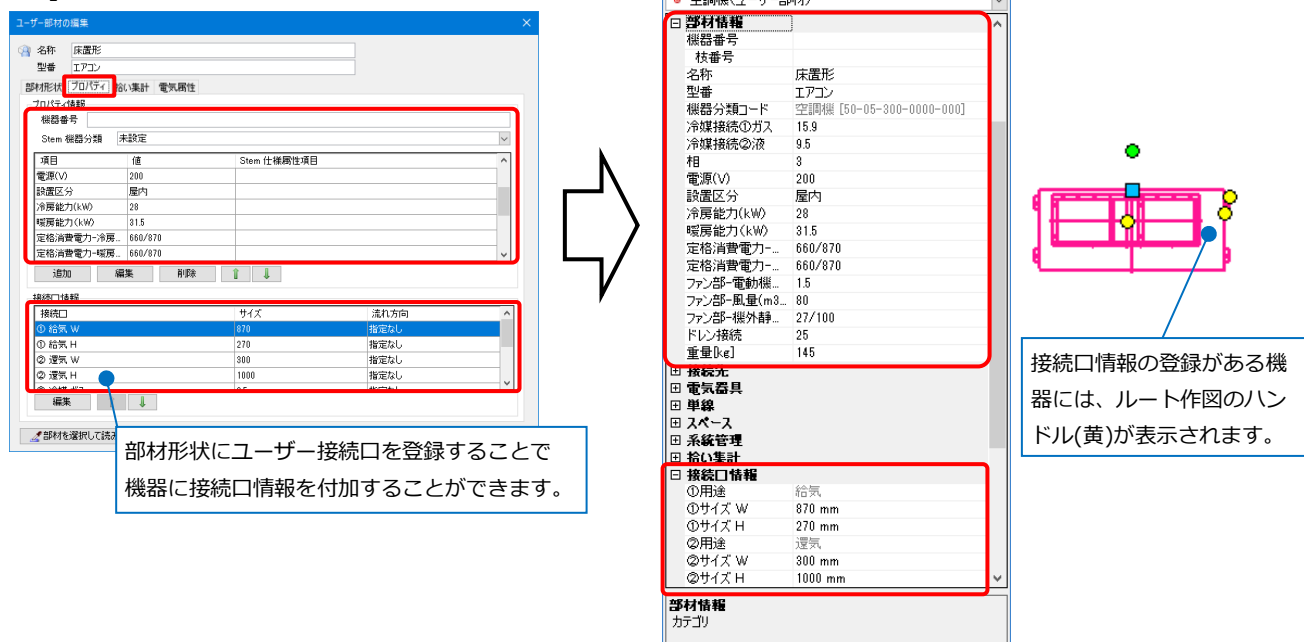 ユーザー部材の編集
名称 床置形
型番 エアコン
部材形状 プロパティ 拾い集計 電気属性
プロパティ情報
機器番号
Stem 機器分類 未設定
項目 値 Stem 仕様属性項目
電源(V) 200
設置区分 屋内
冷房能力(kW) 28
暖房能力(kW) 31.5
定格消費電力-冷房... 660/870
定格消費電力-暖房... 660/870
追加 編集 削除
接続口情報
接続口 サイズ 流れ方向
① 給気 W 870 指定なし
① 給気 H 270 指定なし
② 還気 W 300 指定なし
② 還気 H 1000 指定なし
編集
部材を選択して読み
部材形状にユーザー接続口を登録することで
機器に接続口情報を付加することができます。
部材情報
機器番号
枝番号
名称 床置形
型番 エアコン
機器分類コード 空調機 [50-05-300-0000-000]
冷媒接続①ガス 15.9
冷媒接続②液 9.5
相 3
電源(V) 200
設置区分 屋内
冷房能力(kW) 28
暖房能力(kW) 31.5
定格消費電力-... 660/870
定格消費電力-... 660/870
ファン部-電動機... 1.5
ファン部-風量(m3... 80
ファン部-機外静... 27/100
ドレン接続 25
重量[kg] 145
接続先
電気器具
単線
スペース
系統管理
拾い集計
接続口情報
①用途 給気
①サイズ W 870 mm
①サイズ H 270 mm
②用途 還気
②サイズ W 300 mm
②サイズ H 1000 mm
部材情報
カテゴリ
接続口情報の登録がある機
器には、ルート作図のハン
ドル(黄)が表示されます。